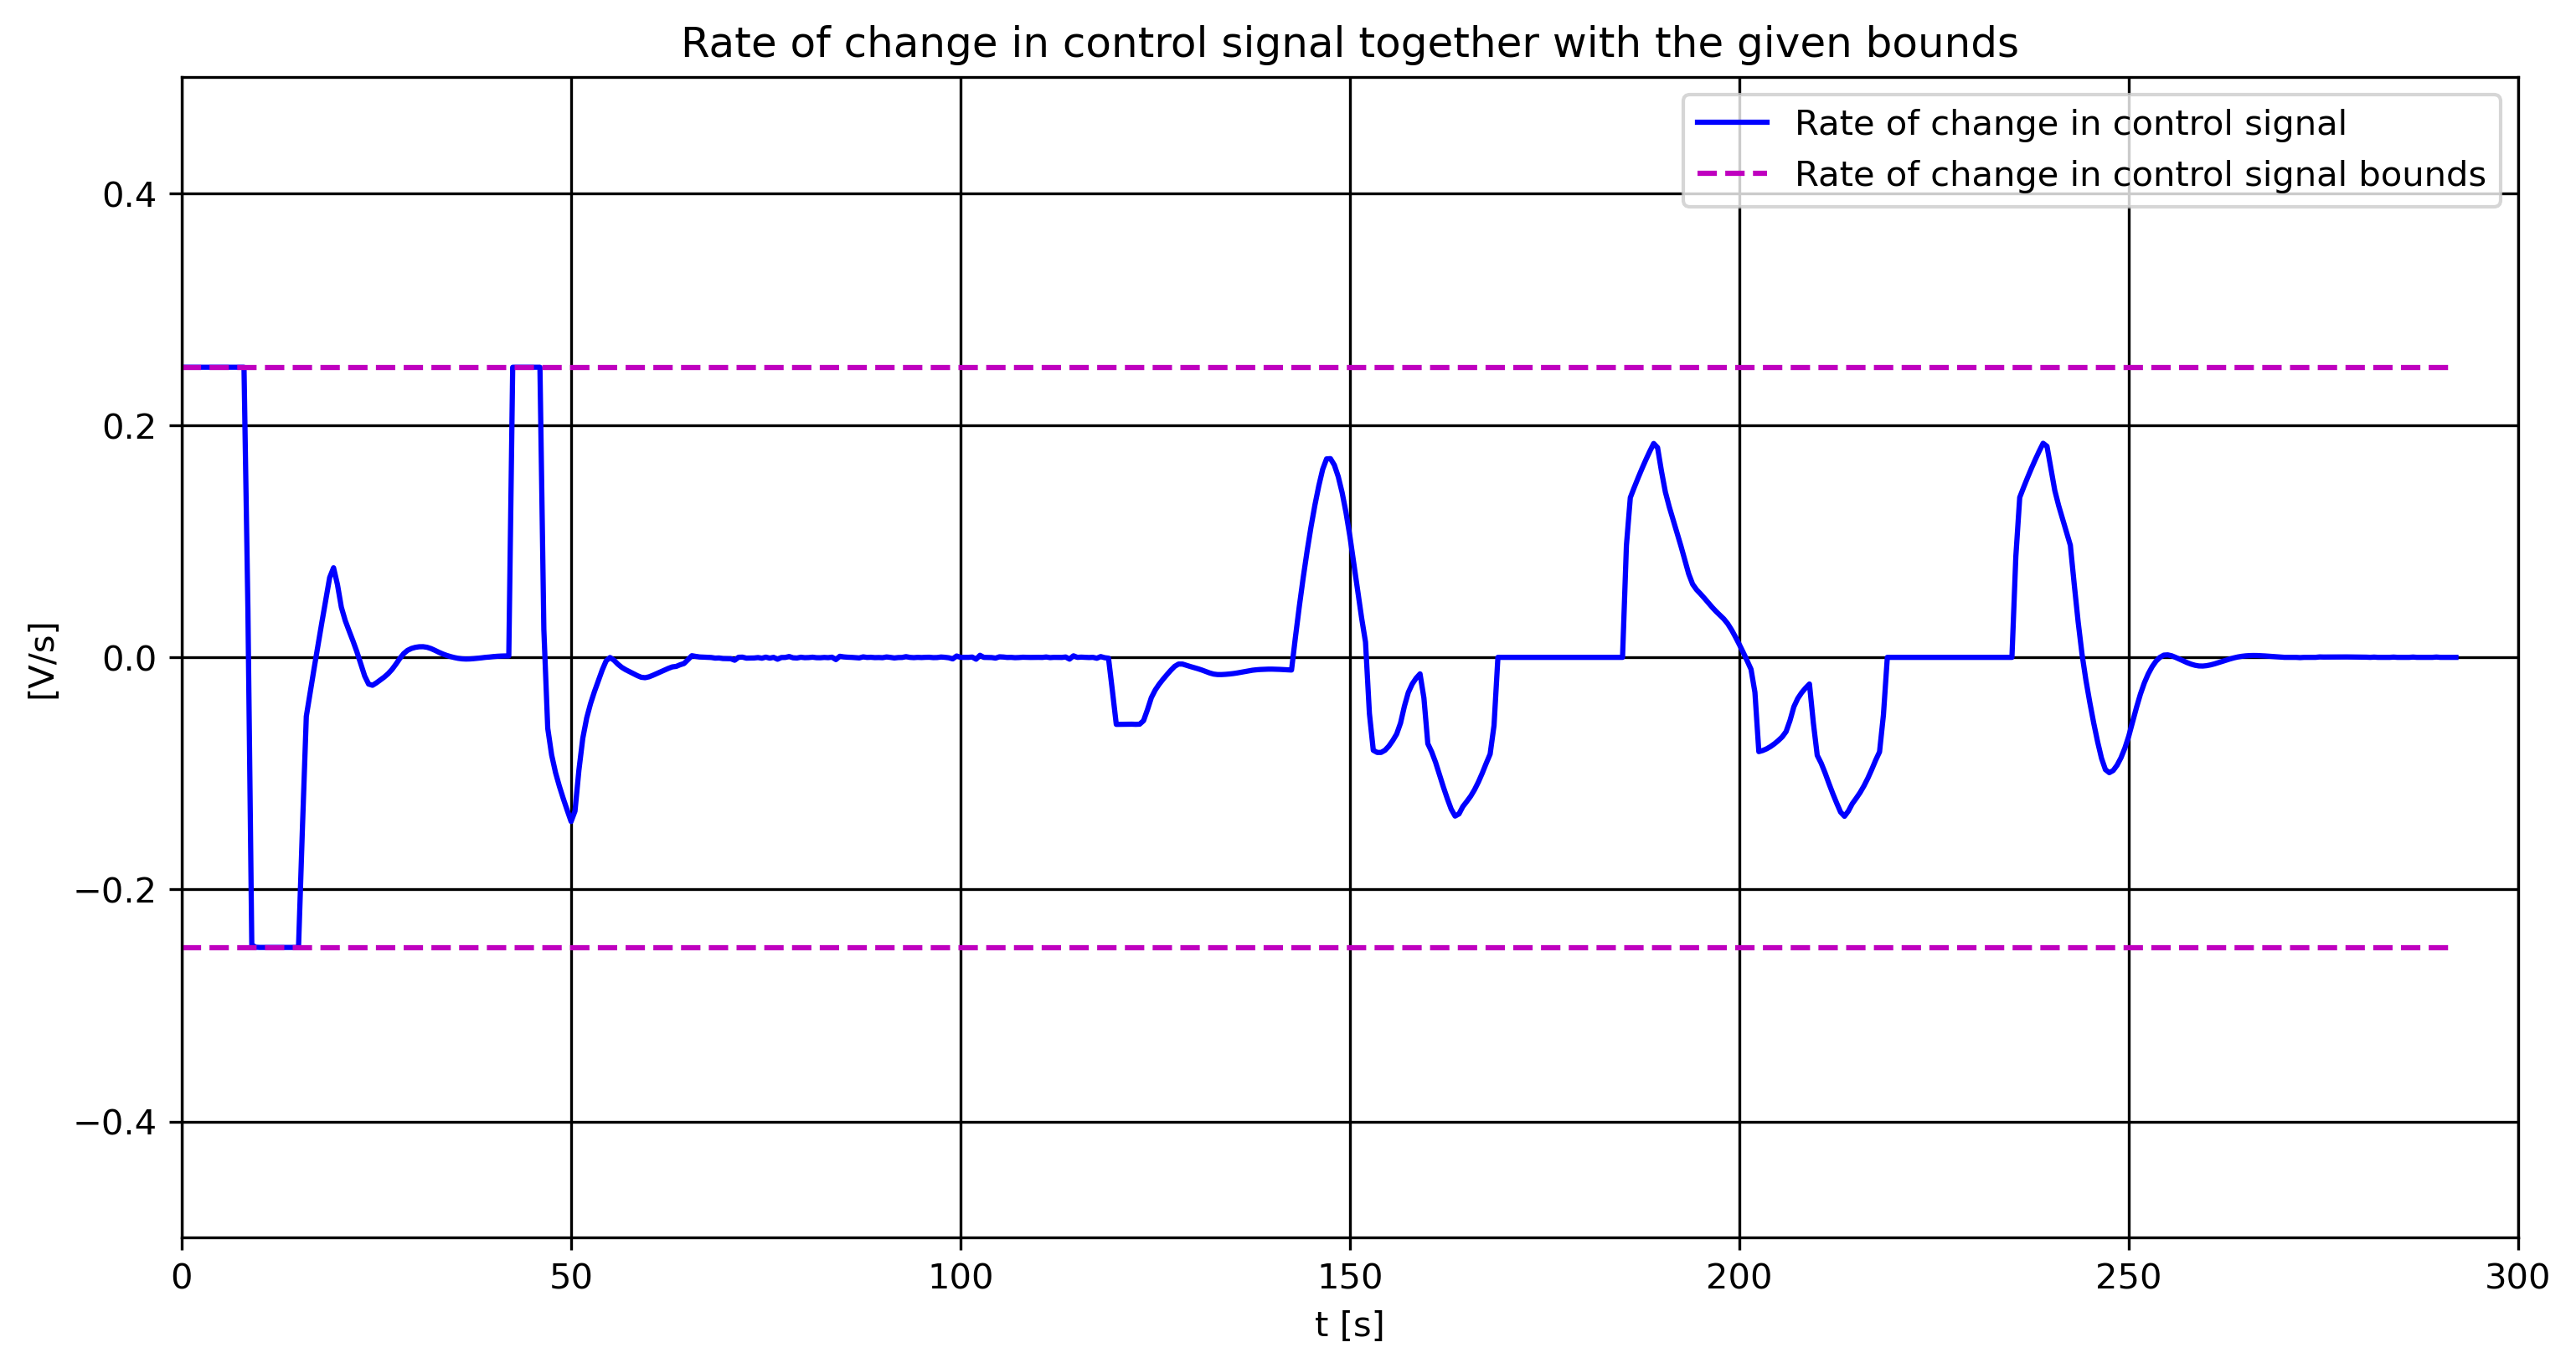 Rate of change in control signal together with the given bounds
Rate of change in control signal
Rate of change in control signal bounds
0.4
0.2
0.0
−0.2
−0.4
[V/s]
0 50 100 150 200 250 300
t [s]